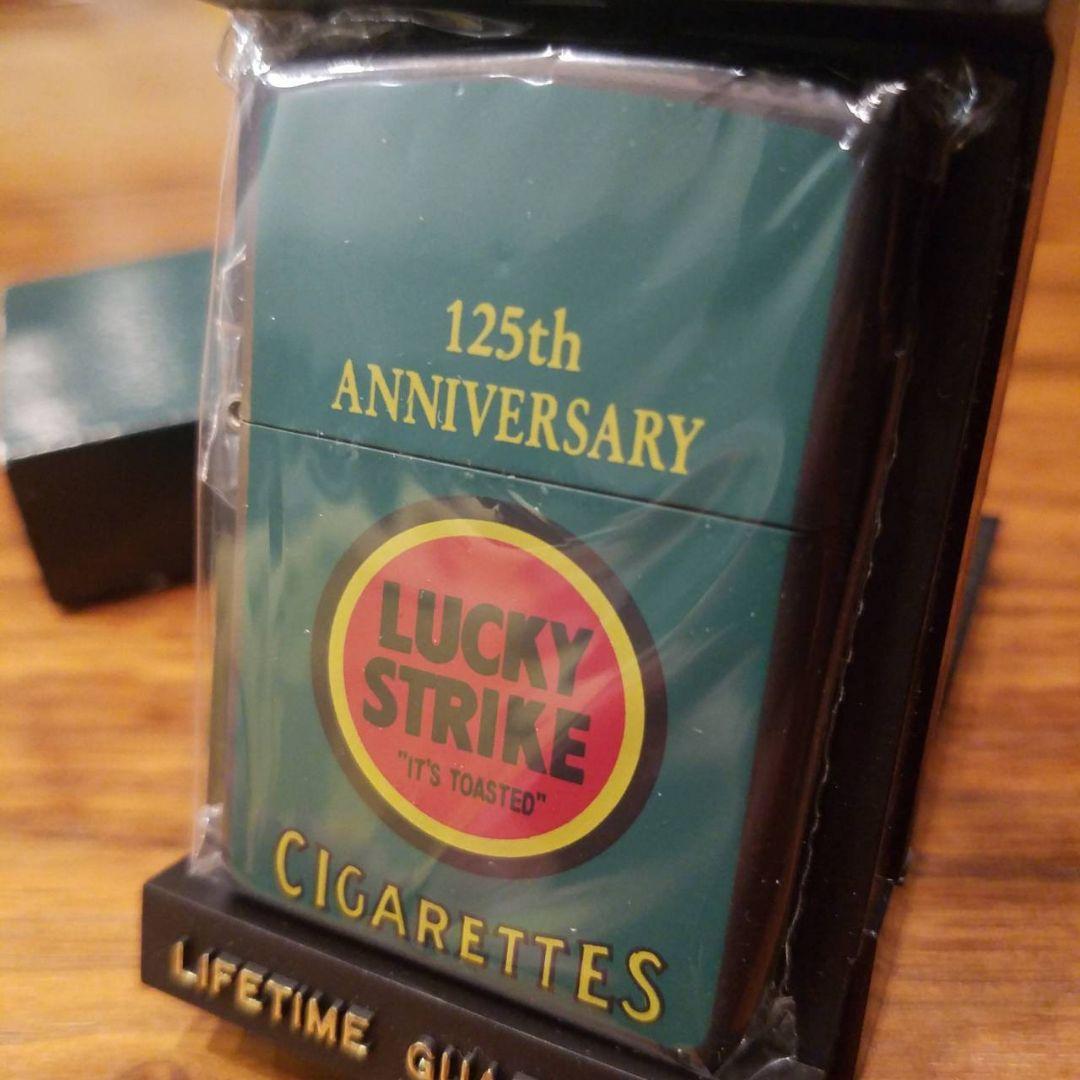 125th
ANNIVERSARY
LUCKY
STRIKE
"IT'S TOASTED"
CIGARETTES
LIFETIME